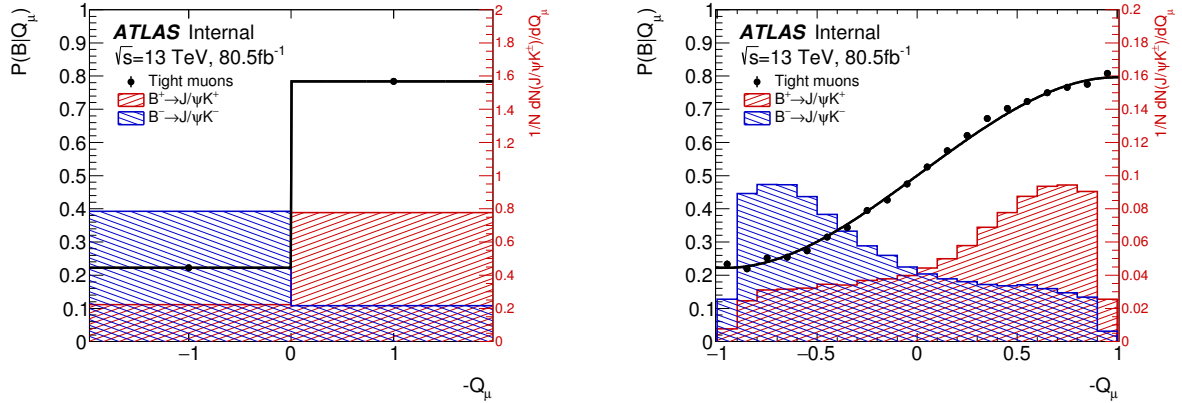 ATLAS Internal
√s=13 TeV, 80.5fb⁻¹
Tight muons
B⁺→J/ψK⁺
B⁻→J/ψK⁻
P(B|Qμ)
1
0.9
0.8
0.7
0.6
0.5
0.4
0.3
0.2
0.1
0
−1 0 1
-Qμ
2
1.8
1.6
1.4
1.2
1
0.8
0.6
0.4
0.2
0
1/N dN(J/ψK±)/dQμ
ATLAS Internal
√s=13 TeV, 80.5fb⁻¹
Tight muons
B⁺→J/ψK⁺
B⁻→J/ψK⁻
P(B|Qμ)
1
0.9
0.8
0.7
0.6
0.5
0.4
0.3
0.2
0.1
0
−1 −0.5 0 0.5 1
-Qμ
0.2
0.18
0.16
0.14
0.12
0.1
0.08
0.06
0.04
0.02
0
1/N dN(J/ψK±)/dQμ